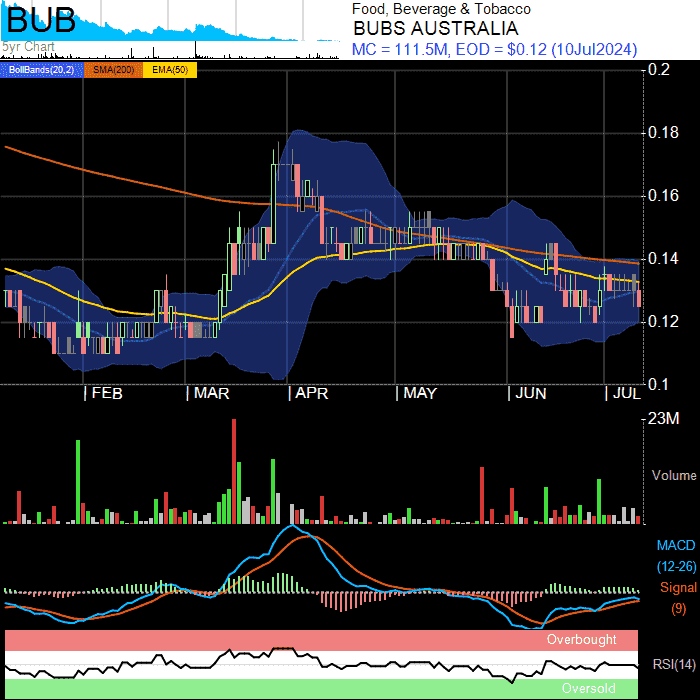 BUB
5yr Chart
Food, Beverage & Tobacco
BUBS AUSTRALIA
MC = 111.5M, EOD = $0.12 (10Jul2024)
BollBands(20,2) SMA(200) EMA(50)
0.2
0.18
0.16
0.14
0.12
0.1
FEB MAR APR MAY JUN JUL
23M
Volume
MACD
(12-26)
Signal
(9)
Overbought
RSI(14)
Oversold